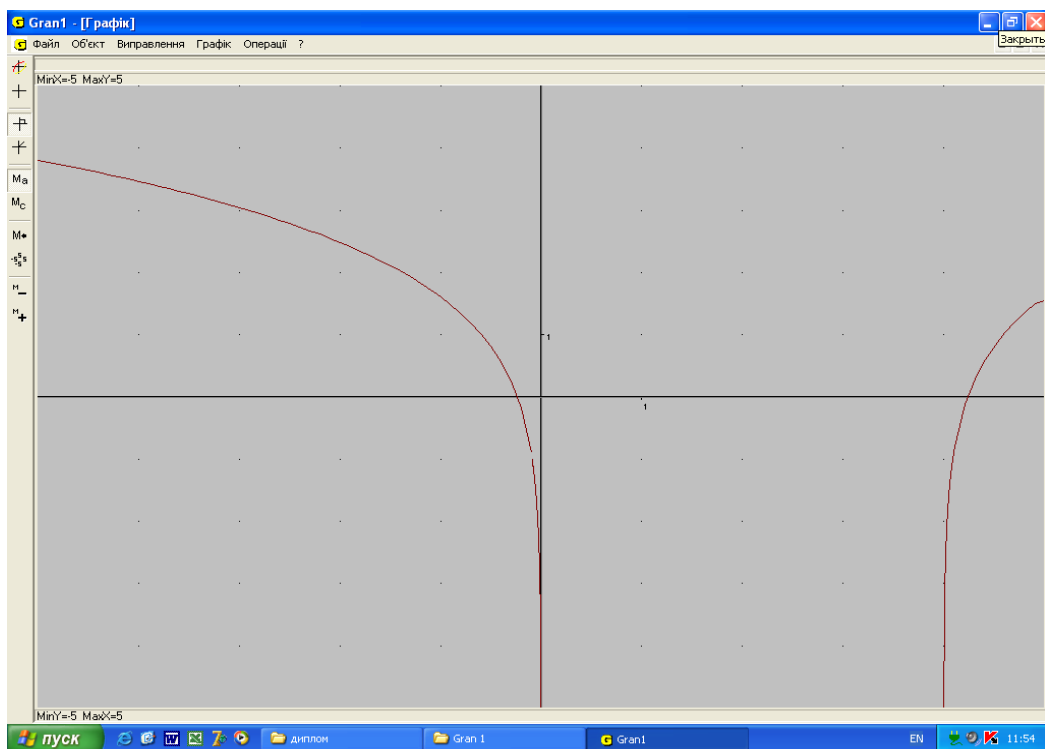 Gran1 - [Графік]
Закрыть
Файл Об'єкт Виправлення Графік Операції ?
MinX=-5 MaxY=5
Ma
Mc
M
M
M
1
1
MinY=-5 MaxX=5
пуск диплом Gran 1 Gran1 EN 11:54